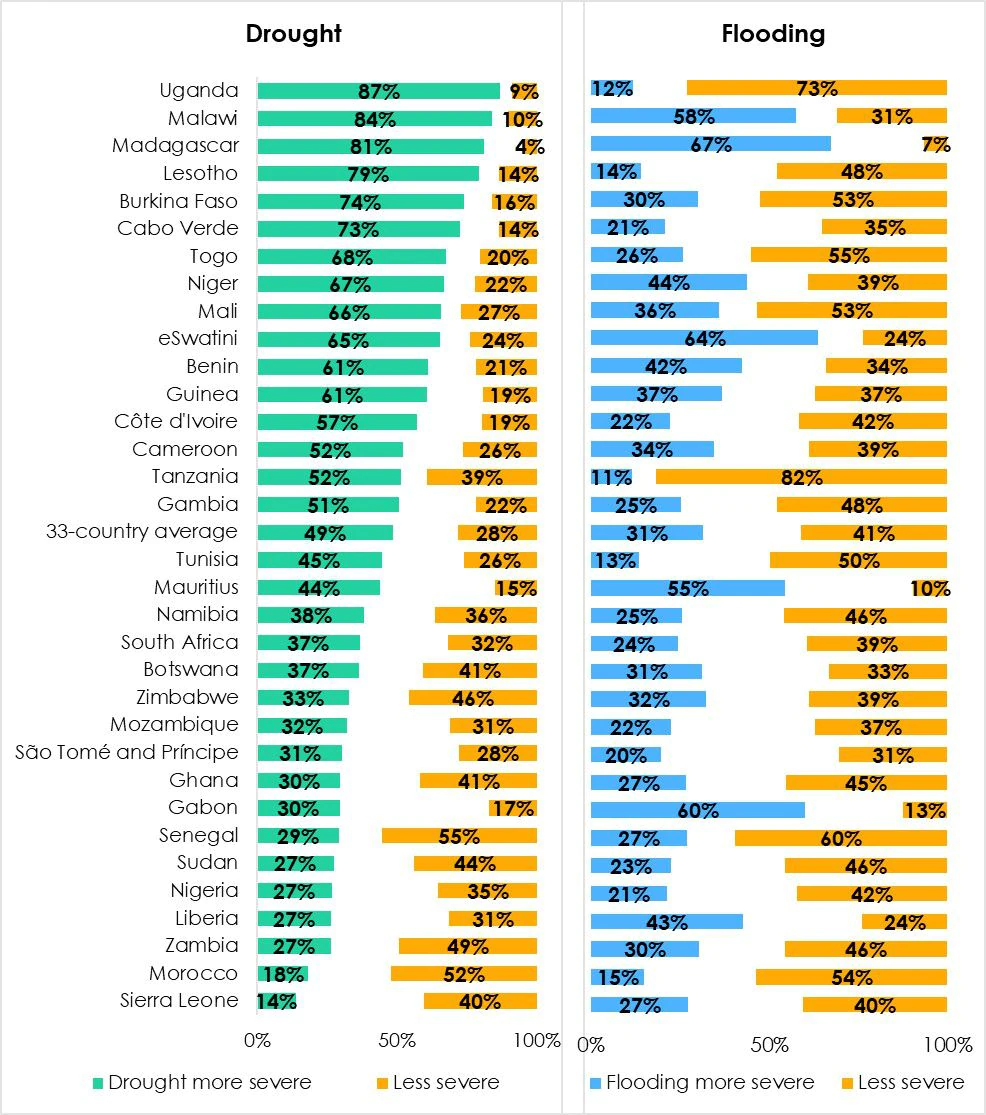 Drought Flooding
Uganda 87% 9% 12% 73%
Malawi 84% 10% 58% 31%
Madagascar 81% 4% 67% 7%
Lesotho 79% 14% 14% 48%
Burkina Faso 74% 16% 30% 53%
Cabo Verde 73% 14% 21% 35%
Togo 68% 20% 26% 55%
Niger 67% 22% 44% 39%
Mali 66% 27% 36% 53%
eSwatini 65% 24% 64% 24%
Benin 61% 21% 42% 34%
Guinea 61% 19% 37% 37%
Côte d'Ivoire 57% 19% 22% 42%
Cameroon 52% 26% 34% 39%
Tanzania 52% 39% 11% 82%
Gambia 51% 22% 25% 48%
33-country average 49% 28% 31% 41%
Tunisia 45% 26% 13% 50%
Mauritius 44% 15% 55% 10%
Namibia 38% 36% 25% 46%
South Africa 37% 32% 24% 39%
Botswana 37% 41% 31% 33%
Zimbabwe 33% 46% 32% 39%
Mozambique 32% 31% 22% 37%
São Tomé and Príncipe 31% 28% 20% 31%
Ghana 30% 41% 27% 45%
Gabon 30% 17% 60% 13%
Senegal 29% 55% 27% 60%
Sudan 27% 44% 23% 46%
Nigeria 27% 35% 21% 42%
Liberia 27% 31% 43% 24%
Zambia 27% 49% 30% 46%
Morocco 18% 52% 15% 54%
Sierra Leone 14% 40% 27% 40%
0% 50% 100% 0% 50% 100%
Drought more severe Less severe Flooding more severe Less severe